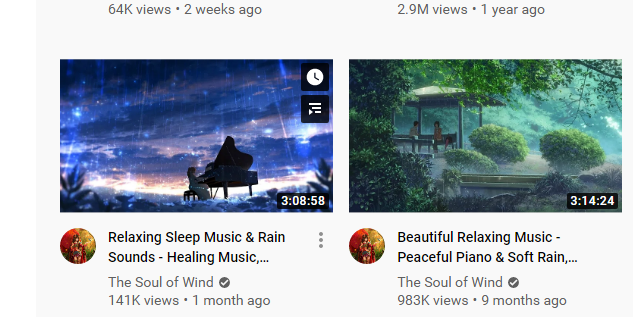 64K views • 2 weeks ago
2.9M views • 1 year ago
3:08:58
3:14:24
Relaxing Sleep Music & Rain
Sounds - Healing Music,...
The Soul of Wind
141K views • 1 month ago
Beautiful Relaxing Music -
Peaceful Piano & Soft Rain,...
The Soul of Wind
983K views • 9 months ago